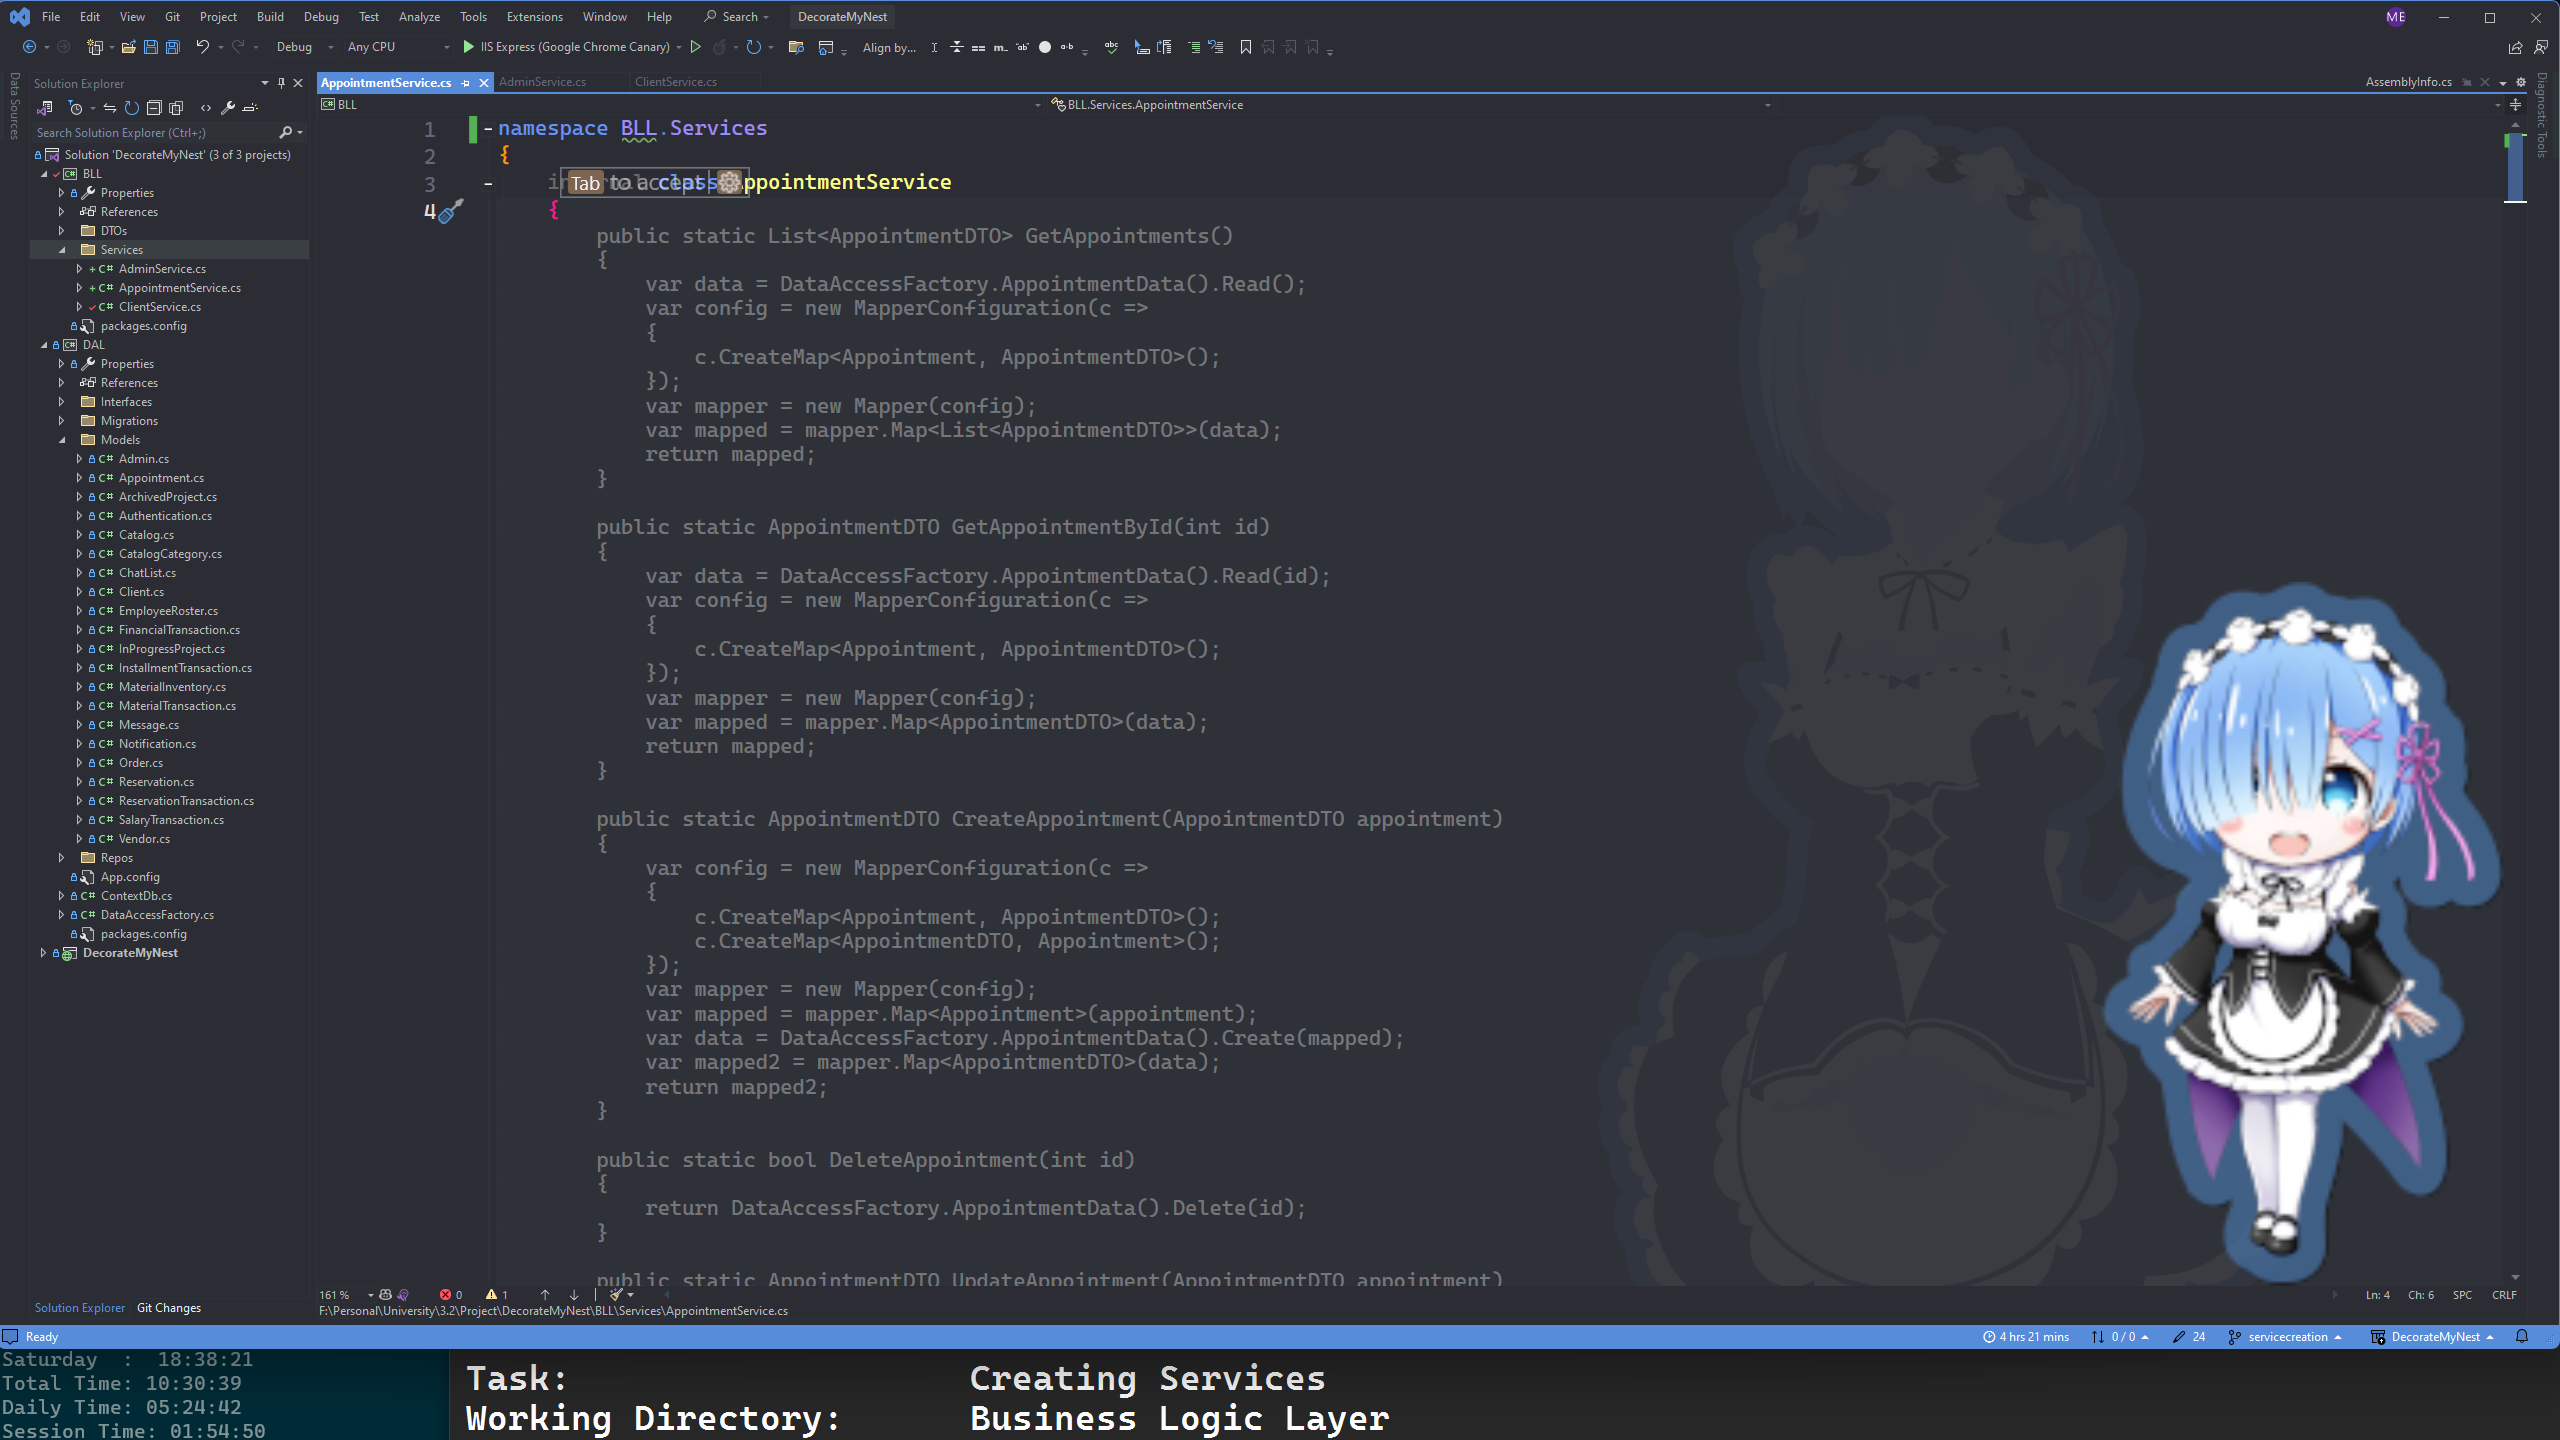 File Edit View Git Project Build Debug Test Analyze Tools Extensions Window Help Search DecorateMyNest ME
Debug Any CPU IIS Express (Google Chrome Canary) Align by...
Data Sources
Solution Explorer
Search Solution Explorer (Ctrl+;)
Solution 'DecorateMyNest' (3 of 3 projects)
BLL
Properties
References
DTOs
Services
AdminService.cs
AppointmentService.cs
ClientService.cs
packages.config
DAL
Properties
References
Interfaces
Migrations
Models
Admin.cs
Appointment.cs
ArchivedProject.cs
Authentication.cs
Catalog.cs
CatalogCategory.cs
ChatList.cs
Client.cs
EmployeeRoster.cs
FinancialTransaction.cs
InProgressProject.cs
InstallmentTransaction.cs
MaterialInventory.cs
MaterialTransaction.cs
Message.cs
Notification.cs
Order.cs
Reservation.cs
ReservationTransaction.cs
SalaryTransaction.cs
Vendor.cs
Repos
App.config
ContextDb.cs
DataAccessFactory.cs
packages.config
DecorateMyNest
Solution Explorer Git Changes
AppointmentService.cs AdminService.cs ClientService.cs AssemblyInfo.cs
BLL BLL.Services.AppointmentService
Diagnostic Tools
1 namespace BLL.Services
2 {
3 class AppointmentService
Tab to accept
4 {
public static List<AppointmentDTO> GetAppointments()
{
var data = DataAccessFactory.AppointmentData().Read();
var config = new MapperConfiguration(c =>
{
c.CreateMap<Appointment, AppointmentDTO>();
});
var mapper = new Mapper(config);
var mapped = mapper.Map<List<AppointmentDTO>>(data);
return mapped;
}
public static AppointmentDTO GetAppointmentById(int id)
{
var data = DataAccessFactory.AppointmentData().Read(id);
var config = new MapperConfiguration(c =>
{
c.CreateMap<Appointment, AppointmentDTO>();
});
var mapper = new Mapper(config);
var mapped = mapper.Map<AppointmentDTO>(data);
return mapped;
}
public static AppointmentDTO CreateAppointment(AppointmentDTO appointment)
{
var config = new MapperConfiguration(c =>
{
c.CreateMap<Appointment, AppointmentDTO>();
c.CreateMap<AppointmentDTO, Appointment>();
});
var mapper = new Mapper(config);
var mapped = mapper.Map<Appointment>(appointment);
var data = DataAccessFactory.AppointmentData().Create(mapped);
var mapped2 = mapper.Map<AppointmentDTO>(data);
return mapped2;
}
public static bool DeleteAppointment(int id)
{
return DataAccessFactory.AppointmentData().Delete(id);
}
public static AppointmentDTO UpdateAppointment(AppointmentDTO appointment)
161 % 0 1 Ln: 4 Ch: 6 SPC CRLF
F:\Personal\University\3.2\Project\DecorateMyNest\BLL\Services\AppointmentService.cs
Ready 4 hrs 21 mins 0 / 0 24 servicecreation DecorateMyNest
Saturday : 18:38:21
Total Time: 10:30:39
Daily Time: 05:24:42
Session Time: 01:54:50
Task: Creating Services
Working Directory: Business Logic Layer